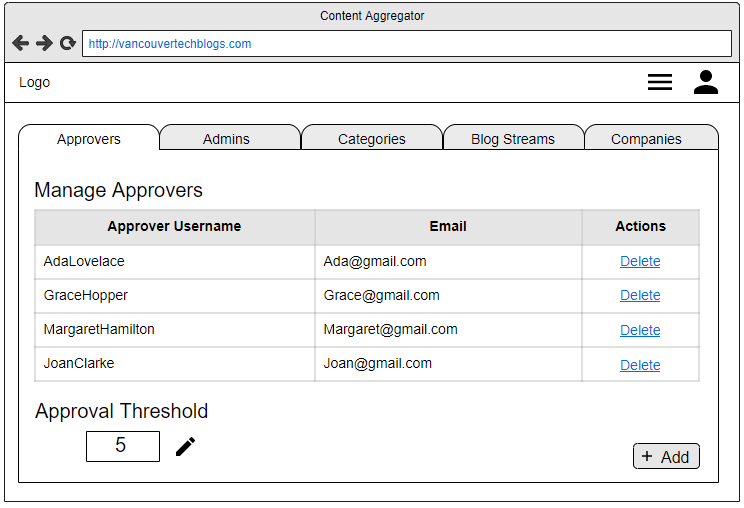 Content Aggregator
http://vancouvertechblogs.com
Logo
Approvers Admins Categories Blog Streams Companies
Manage Approvers
Approver Username Email Actions
AdaLovelace Ada@gmail.com Delete
GraceHopper Grace@gmail.com Delete
MargaretHamilton Margaret@gmail.com Delete
JoanClarke Joan@gmail.com Delete
Approval Threshold
5
+ Add